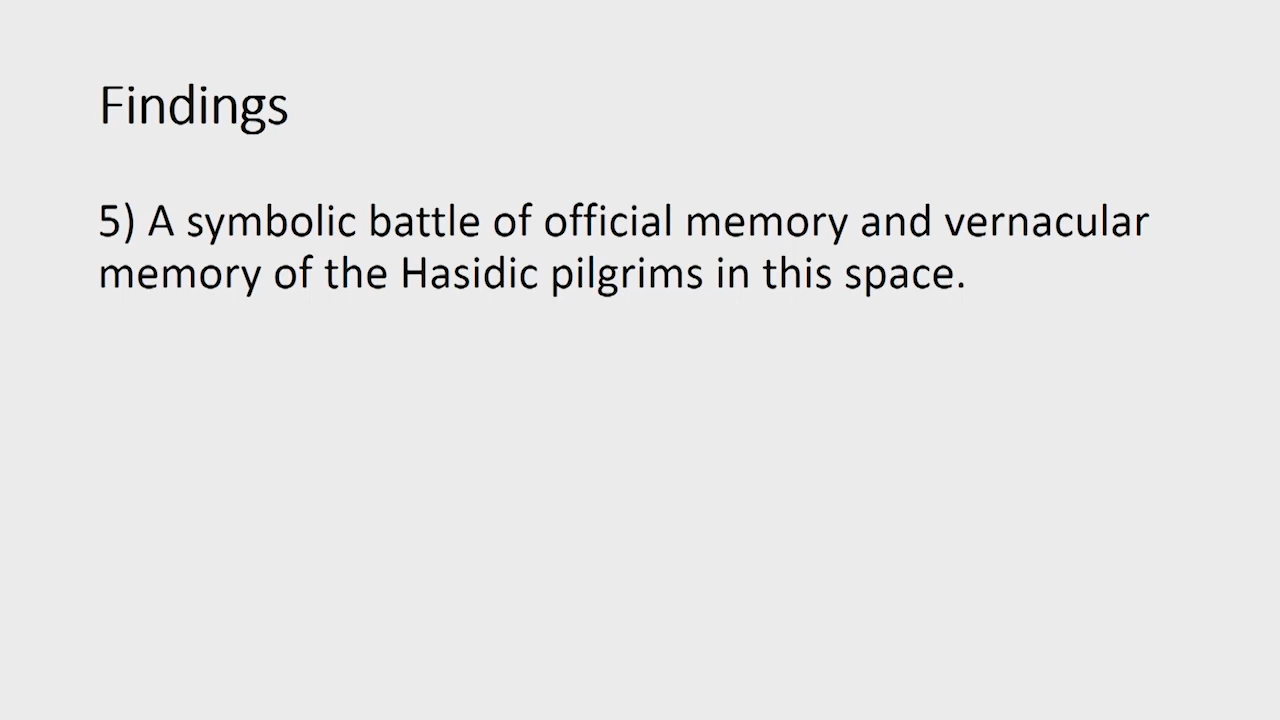 Findings
5) A symbolic battle of official memory and vernacular
memory of the Hasidic pilgrims in this space.